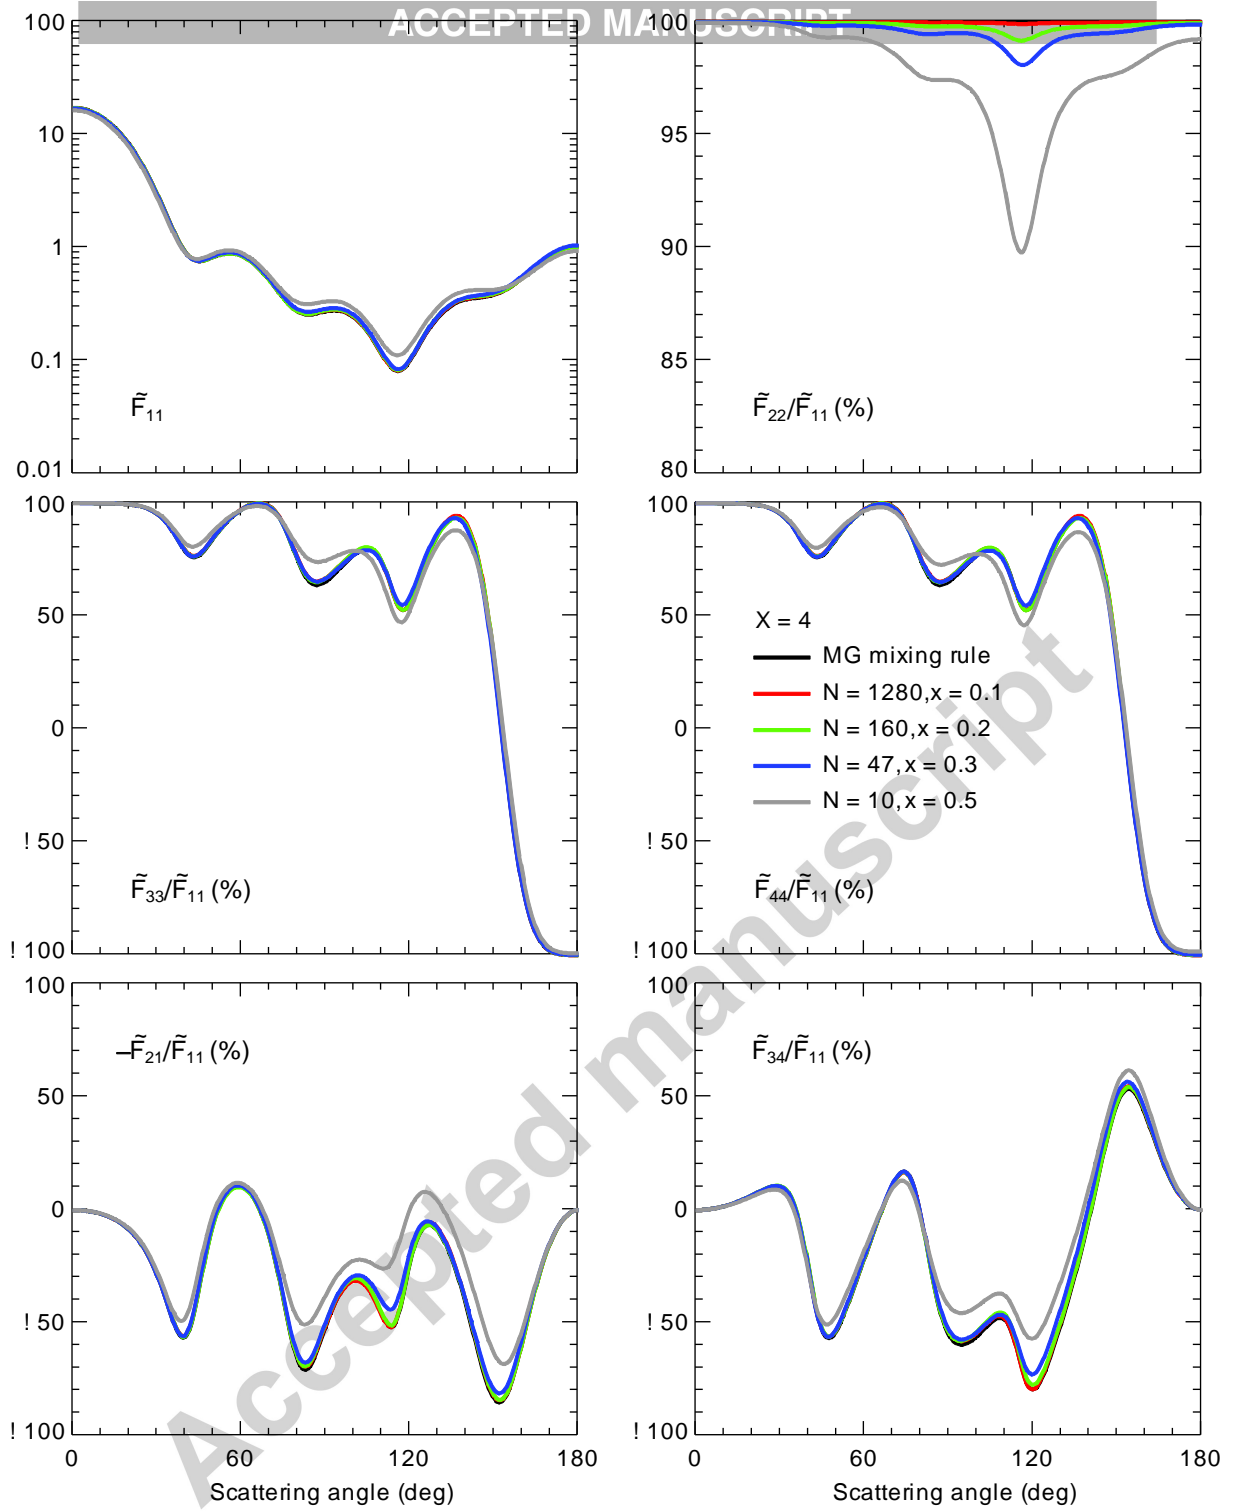 ACCEPTED MANUSCRIPT
100
10
1
0.1
0.01
F̃11
100
95
90
85
80
F̃22/F̃11 (%)
100
50
0
! 50
! 100
F̃33/F̃11 (%)
100
50
0
! 50
! 100
X = 4
MG mixing rule
N = 1280, x = 0.1
N = 160, x = 0.2
N = 47, x = 0.3
N = 10, x = 0.5
F̃44/F̃11 (%)
100
50
0
! 50
! 100
–F̃21/F̃11 (%)
0 60 120 180
Scattering angle (deg)
100
50
0
! 50
! 100
F̃34/F̃11 (%)
0 60 120 180
Scattering angle (deg)
Accepted manuscript